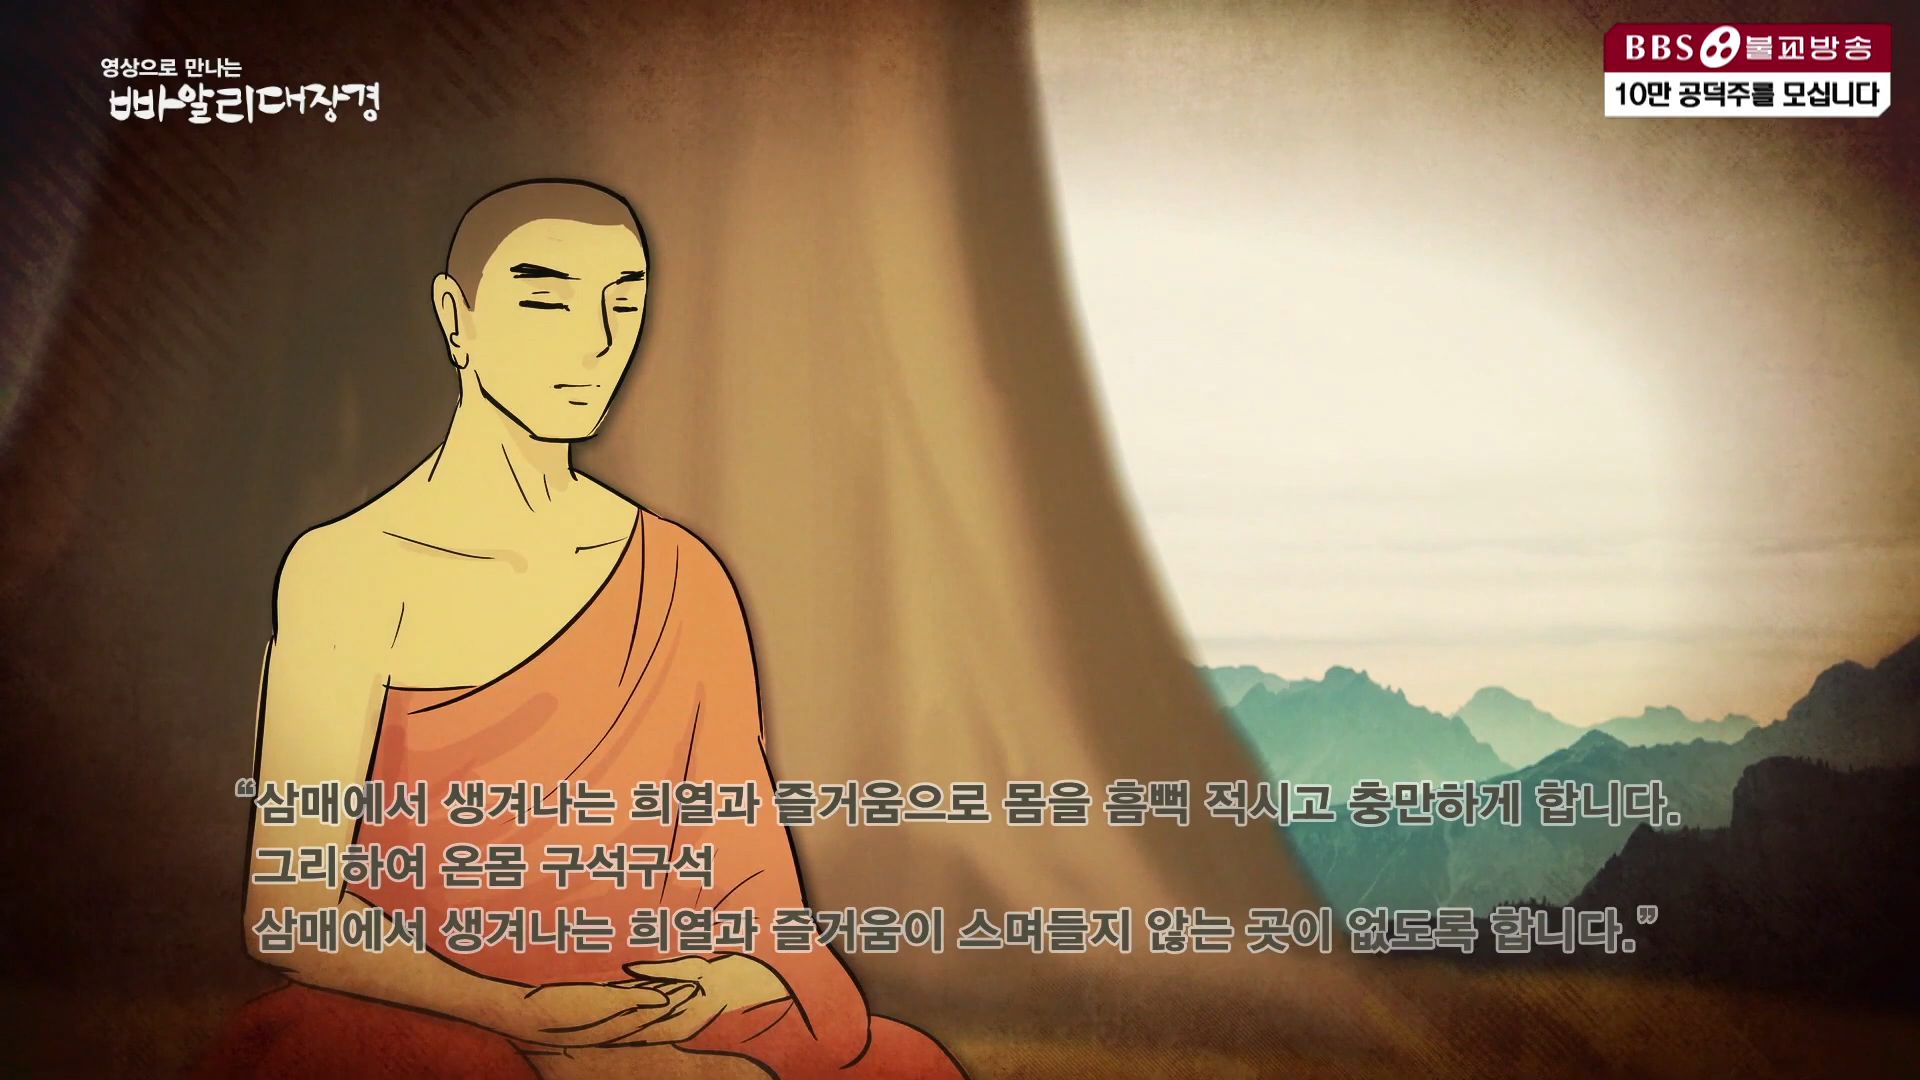 영상으로 만나는
빠알리대장경
BBS 불교방송
10만 공덕주를 모십니다
“삼매에서 생겨나는 희열과 즐거움으로 몸을 흠뻑 적시고 충만하게 합니다.
그리하여 온몸 구석구석
삼매에서 생겨나는 희열과 즐거움이 스며들지 않는 곳이 없도록 합니다.”